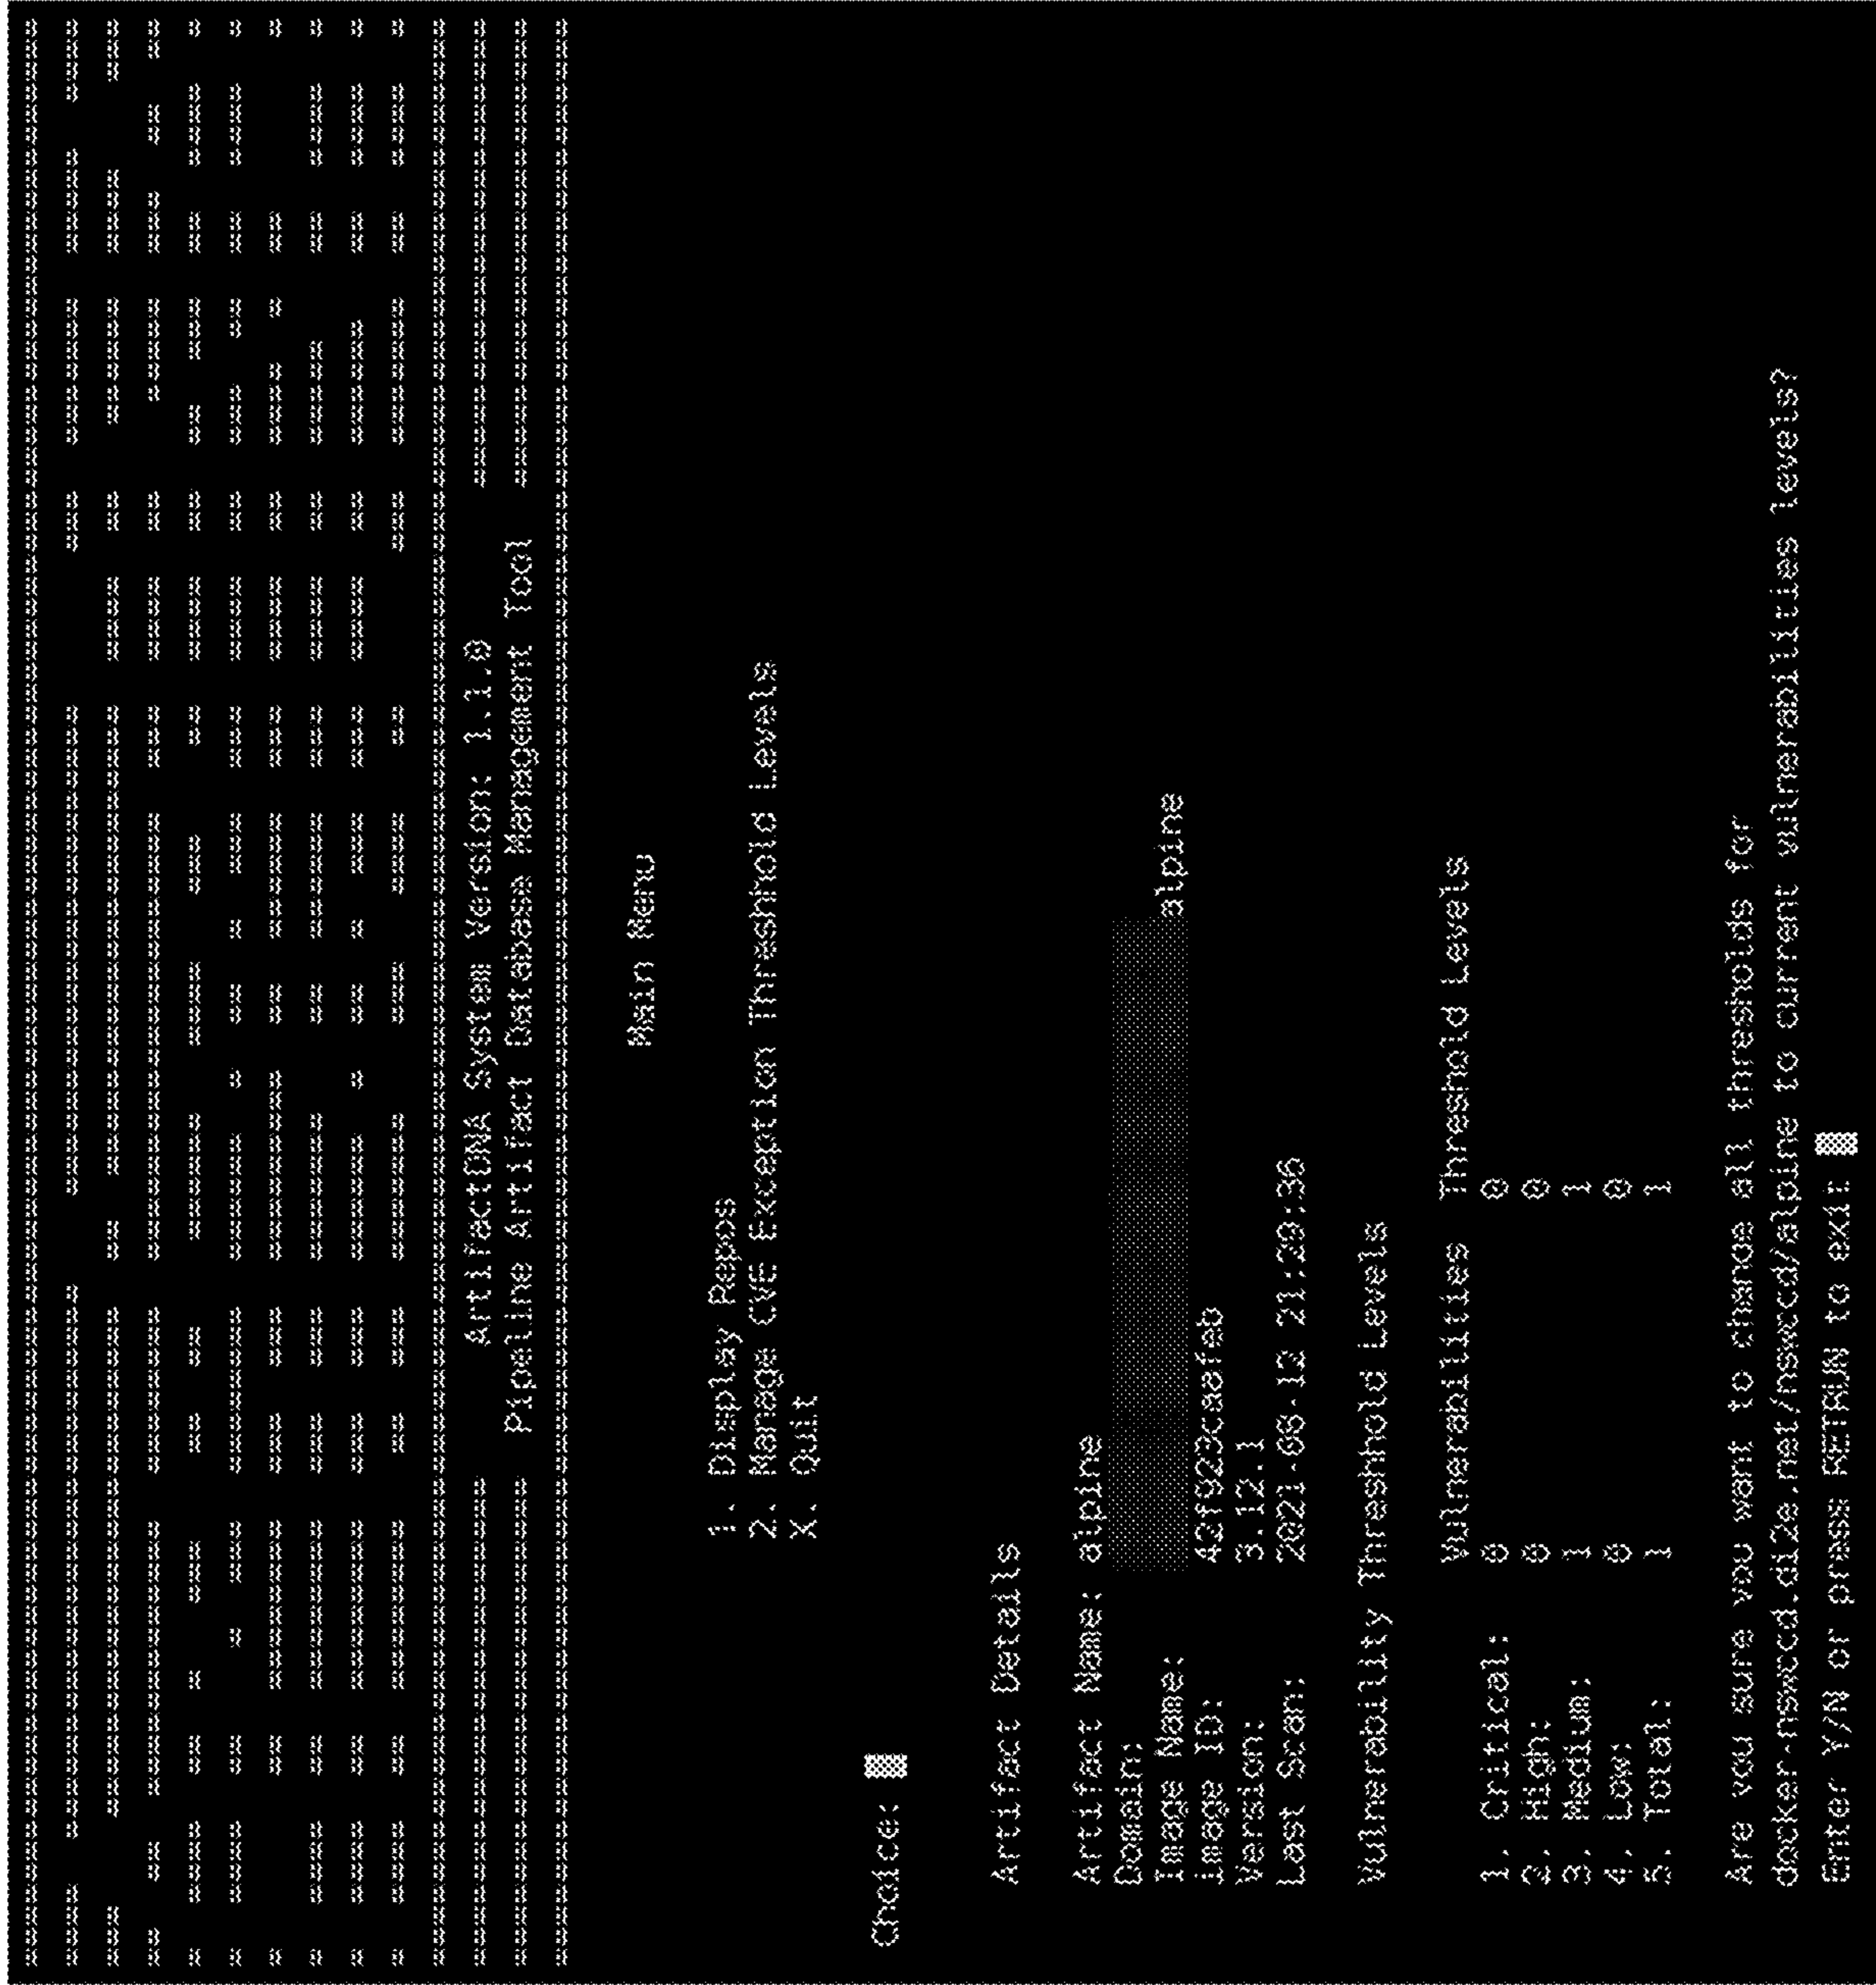 ArtifactDNA System Version: 1.1.0
Pipeline Artifact Database Management Tool
Main Menu
1. Display Repos
2. Manage CVE Exception Threshold Levels
X. Quit
Choice:
Artifact Details
Artifact Name: alpine
Domain:
Image Name: alpine
Image ID: 42f923caafeb
Version: 3.12.1
Last Scan: 21:29:36
Vulnerability Threshold Levels
Vulnerabilities Threshold Levels
1. Critical: 0 0
2. High: 0 0
3. Medium: 1 1
4. Low: 0 0
5. Total: 1 1
Are you sure you want to change all thresholds for
docker-nswccd.di2e.net/nswccd/alpine to current vulnerabilities levels?
Enter Y/N or press RETRUN to exit